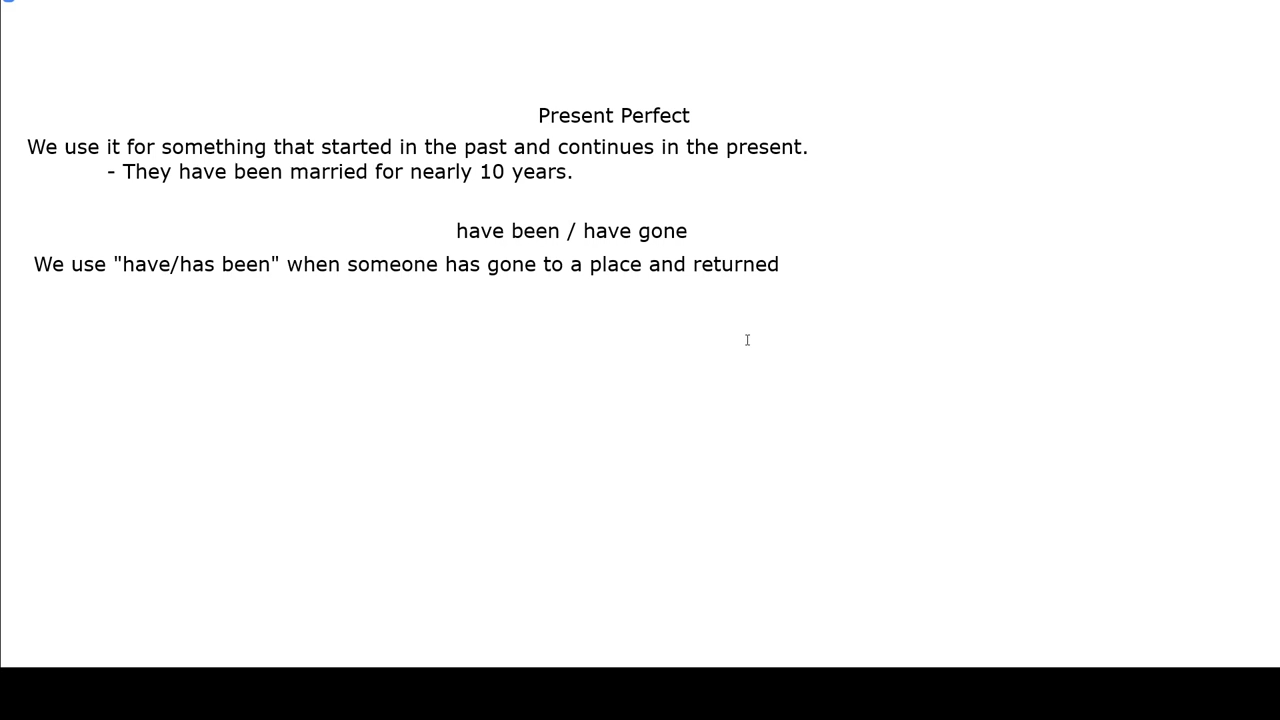 Present Perfect
We use it for something that started in the past and continues in the present.
- They have been married for nearly 10 years.
have been / have gone
We use "have/has been" when someone has gone to a place and returned